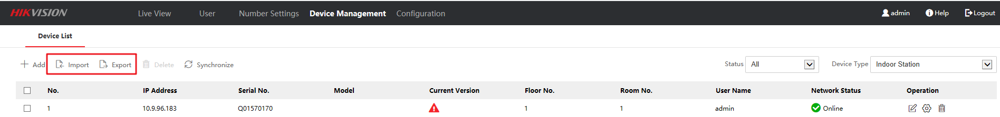 HIKVISION Live View User Number Settings Device Management Configuration admin Help Logout
Device List
Add Import Export Delete Synchronize Status All Device Type Indoor Station
No. IP Address Serial No. Model Current Version Floor No. Room No. User Name Network Status Operation
1 10.9.96.183 Q01570170 1 1 admin Online